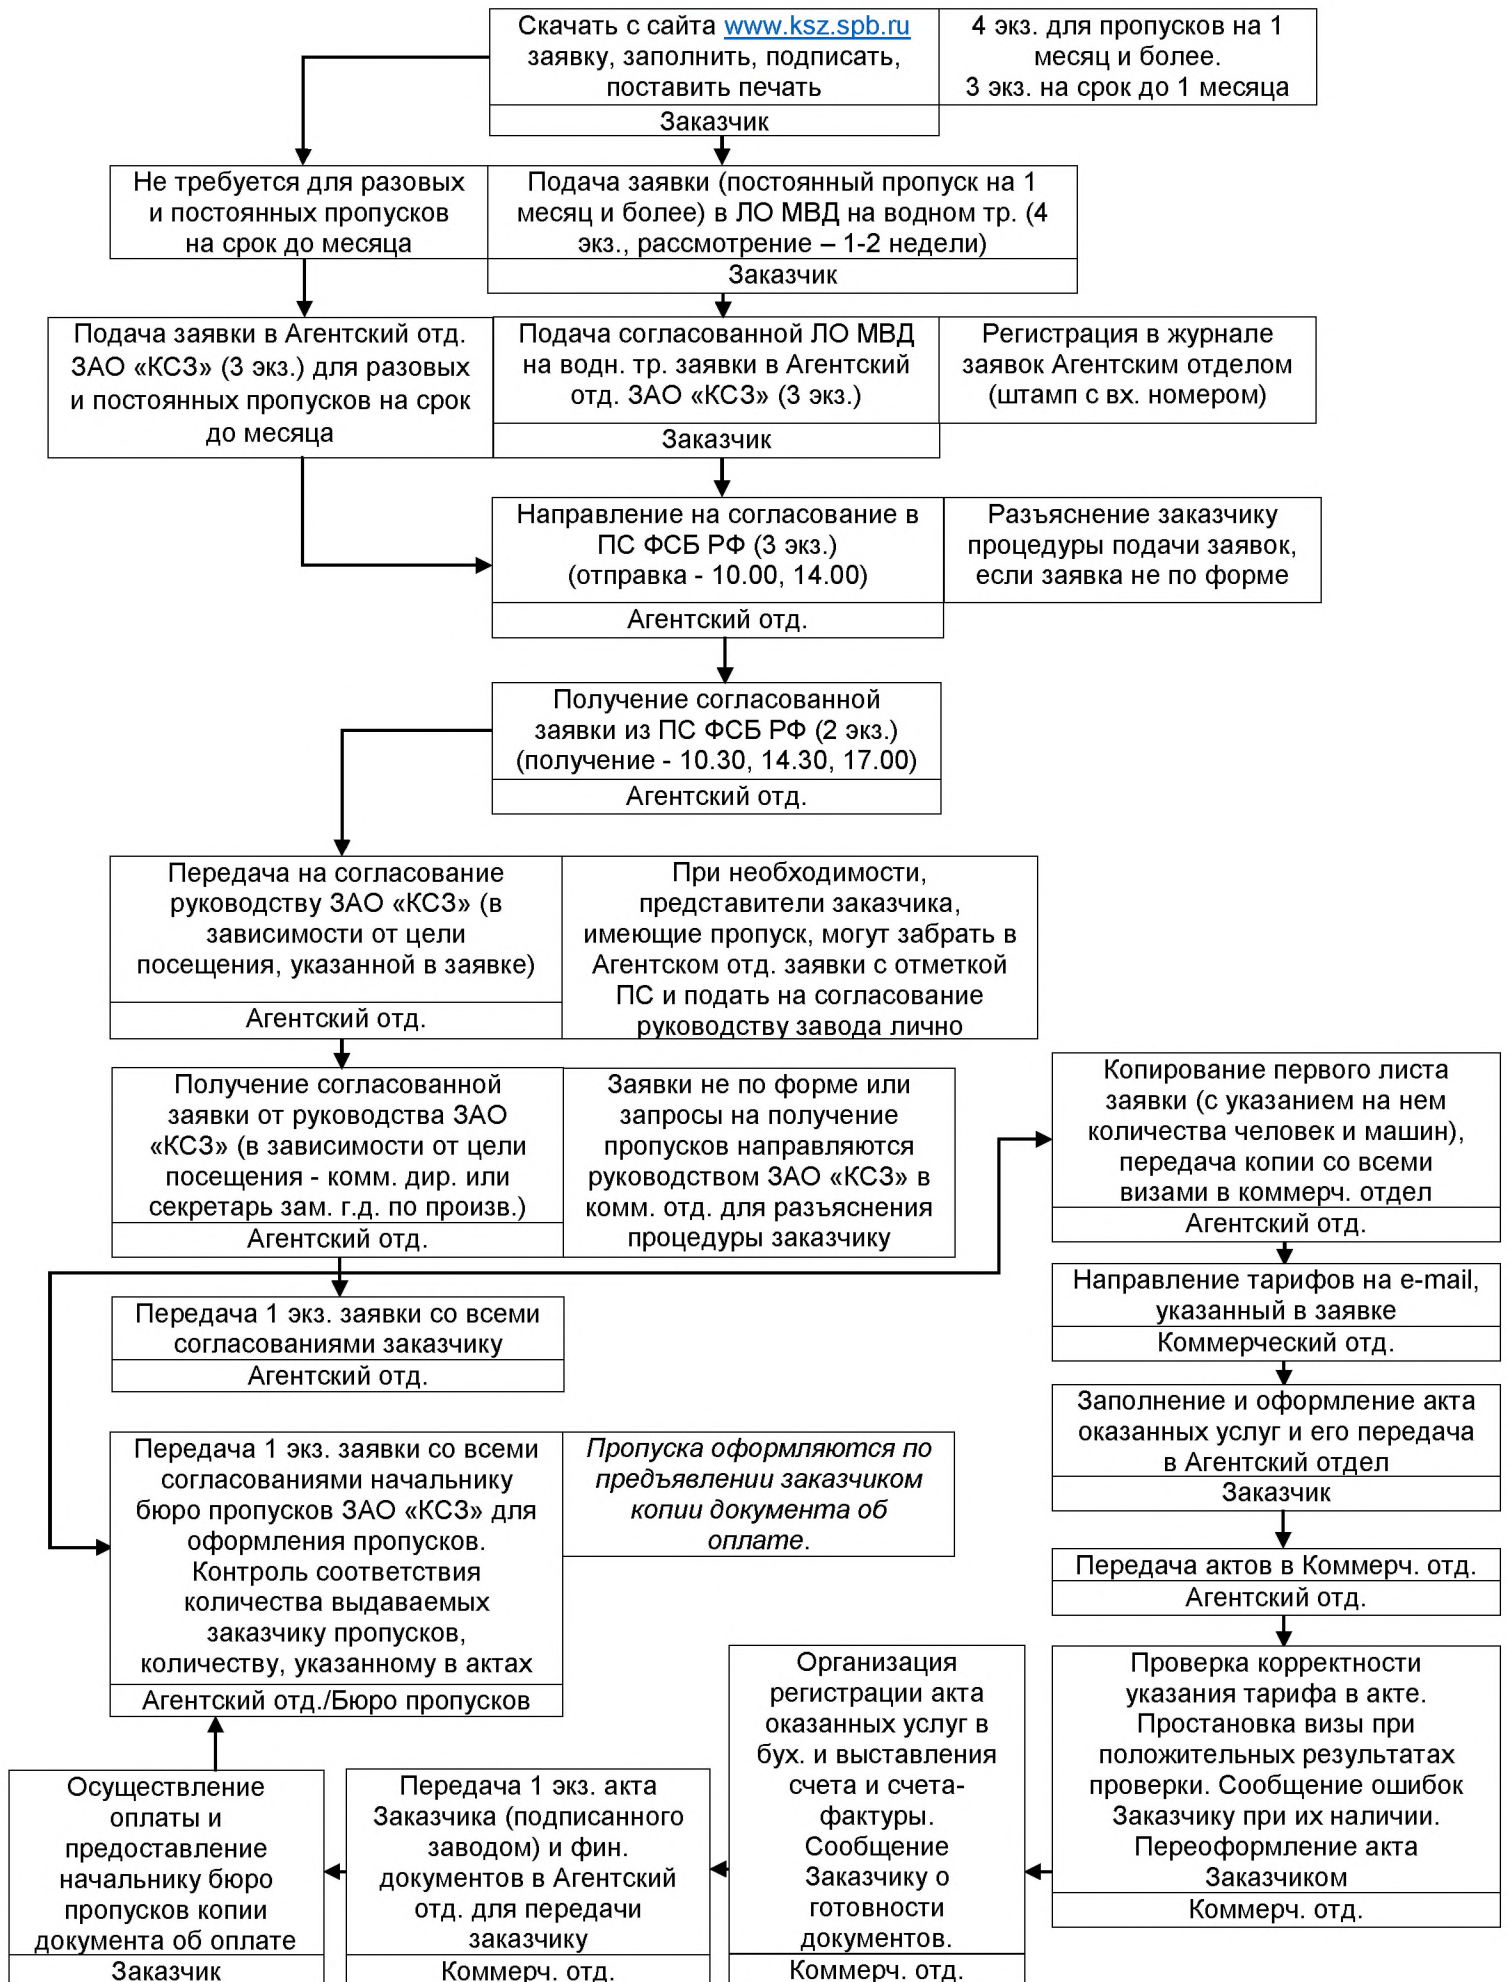 Скачать с сайта www.ksz.spb.ru
заявку, заполнить, подписать,
поставить печать
Заказчик
4 экз. для пропусков на 1
месяц и более.
3 экз. на срок до 1 месяца
Не требуется для разовых
и постоянных пропусков
на срок до месяца
Подача заявки (постоянный пропуск на 1
месяц и более) в ЛО МВД на водном тр. (4
экз., рассмотрение – 1-2 недели)
Заказчик
Подача заявки в Агентский отд.
ЗАО «КСЗ» (3 экз.) для разовых
и постоянных пропусков на срок
до месяца
Подача согласованной ЛО МВД
на водн. тр. заявки в Агентский
отд. ЗАО «КСЗ» (3 экз.)
Заказчик
Регистрация в журнале
заявок Агентским отделом
(штамп с вх. номером)
Направление на согласование в
ПС ФСБ РФ (3 экз.)
(отправка - 10.00, 14.00)
Агентский отд.
Разъяснение заказчику
процедуры подачи заявок,
если заявка не по форме
Получение согласованной
заявки из ПС ФСБ РФ (2 экз.)
(получение - 10.30, 14.30, 17.00)
Агентский отд.
Передача на согласование
руководству ЗАО «КСЗ» (в
зависимости от цели
посещения, указанной в заявке)
Агентский отд.
При необходимости,
представители заказчика,
имеющие пропуск, могут забрать в
Агентском отд. заявки с отметкой
ПС и подать на согласование
руководству завода лично
Получение согласованной
заявки от руководства ЗАО
«КСЗ» (в зависимости от цели
посещения - комм. дир. или
секретарь зам. г.д. по произв.)
Агентский отд.
Заявки не по форме или
запросы на получение
пропусков направляются
руководством ЗАО «КСЗ» в
комм. отд. для разъяснения
процедуры заказчику
Копирование первого листа
заявки (с указанием на нем
количества человек и машин),
передача копии со всеми
визами в коммерч. отдел
Агентский отд.
Направление тарифов на e-mail,
указанный в заявке
Коммерческий отд.
Передача 1 экз. заявки со всеми
согласованиями заказчику
Агентский отд.
Заполнение и оформление акта
оказанных услуг и его передача
в Агентский отдел
Заказчик
Передача 1 экз. заявки со всеми
согласованиями начальнику
бюро пропусков ЗАО «КСЗ» для
оформления пропусков.
Контроль соответствия
количества выдаваемых
заказчику пропусков,
количеству, указанному в актах
Агентский отд./Бюро пропусков
Пропуска оформляются по
предъявлении заказчиком
копии документа об
оплате.
Передача актов в Коммерч. отд.
Агентский отд.
Проверка корректности
указания тарифа в акте.
Простановка визы при
положительных результатах
проверки. Сообщение ошибок
Заказчику при их наличии.
Переоформление акта
Заказчиком
Коммерч. отд.
Организация
регистрации акта
оказанных услуг в
бух. и выставления
счета и счета-
фактуры.
Сообщение
Заказчику о
готовности
документов.
Коммерч. отд.
Передача 1 экз. акта
Заказчика (подписанного
заводом) и фин.
документов в Агентский
отд. для передачи
заказчику
Коммерч. отд.
Осуществление
оплаты и
предоставление
начальнику бюро
пропусков копии
документа об оплате
Заказчик